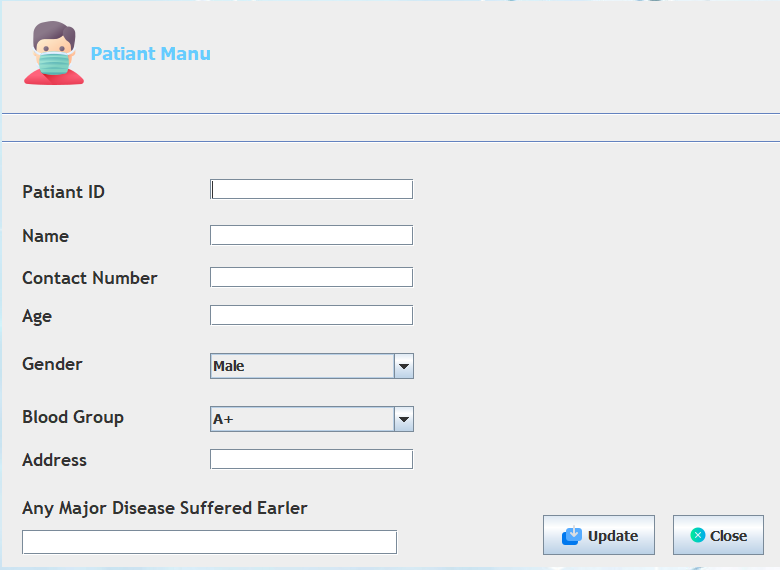 Patiant Manu
Patiant ID
Name
Contact Number
Age
Gender
Male
Blood Group
A+
Address
Any Major Disease Suffered Earler
Update
Close